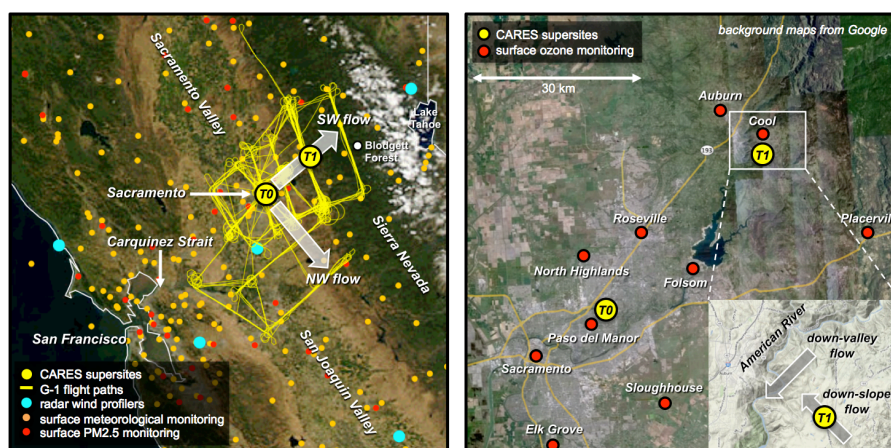 Sacramento Valley
SW flow
Lake
Tahoe
T1
Blodgett
Forest
T0
Sacramento
Carquinez Strait
NW flow
Sierra Nevada
San Francisco
San Joaquin Valley
CARES supersites
G-1 flight paths
radar wind profilers
surface meteorological monitoring
surface PM2.5 monitoring
CARES supersites
surface ozone monitoring
background maps from Google
30 km
Auburn
Cool
T1
193
Roseville
Placervil
North Highlands
Folsom
T0
Paso del Manor
Sacramento
Sloughhouse
Elk Grove
American River
down-valley
flow
down-slope
flow
T1